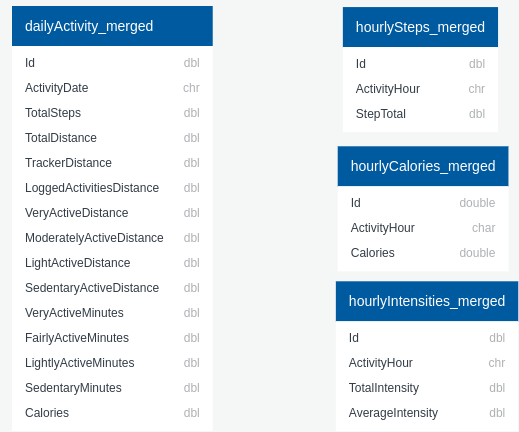 dailyActivity_merged
Id dbl
ActivityDate chr
TotalSteps dbl
TotalDistance dbl
TrackerDistance dbl
LoggedActivitiesDistance dbl
VeryActiveDistance dbl
ModeratelyActiveDistance dbl
LightActiveDistance dbl
SedentaryActiveDistance dbl
VeryActiveMinutes dbl
FairlyActiveMinutes dbl
LightlyActiveMinutes dbl
SedentaryMinutes dbl
Calories dbl
hourlySteps_merged
Id dbl
ActivityHour chr
StepTotal dbl
hourlyCalories_merged
Id double
ActivityHour char
Calories double
hourlyIntensities_merged
Id dbl
ActivityHour chr
TotalIntensity dbl
AverageIntensity dbl